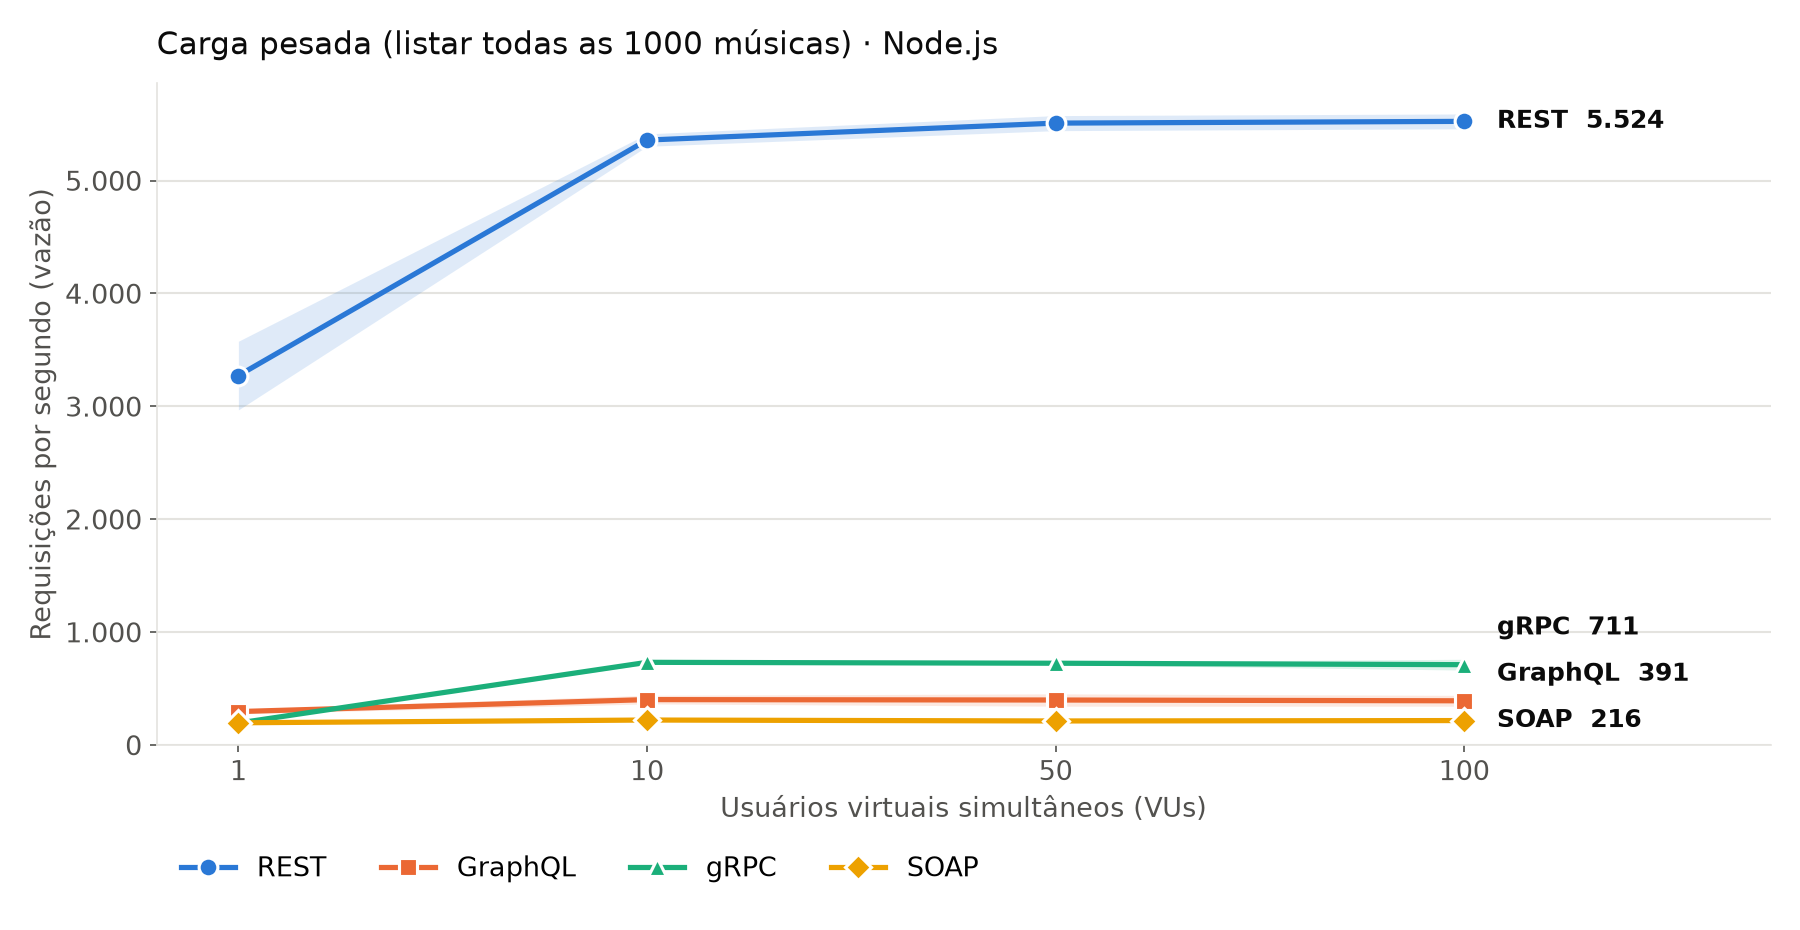 Carga pesada (listar todas as 1000 músicas) · Node.js
Requisições por segundo (vazão)
5.000
4.000
3.000
2.000
1.000
0
REST 5.524
gRPC 711
GraphQL 391
SOAP 216
1 10 50 100
Usuários virtuais simultâneos (VUs)
REST GraphQL gRPC SOAP